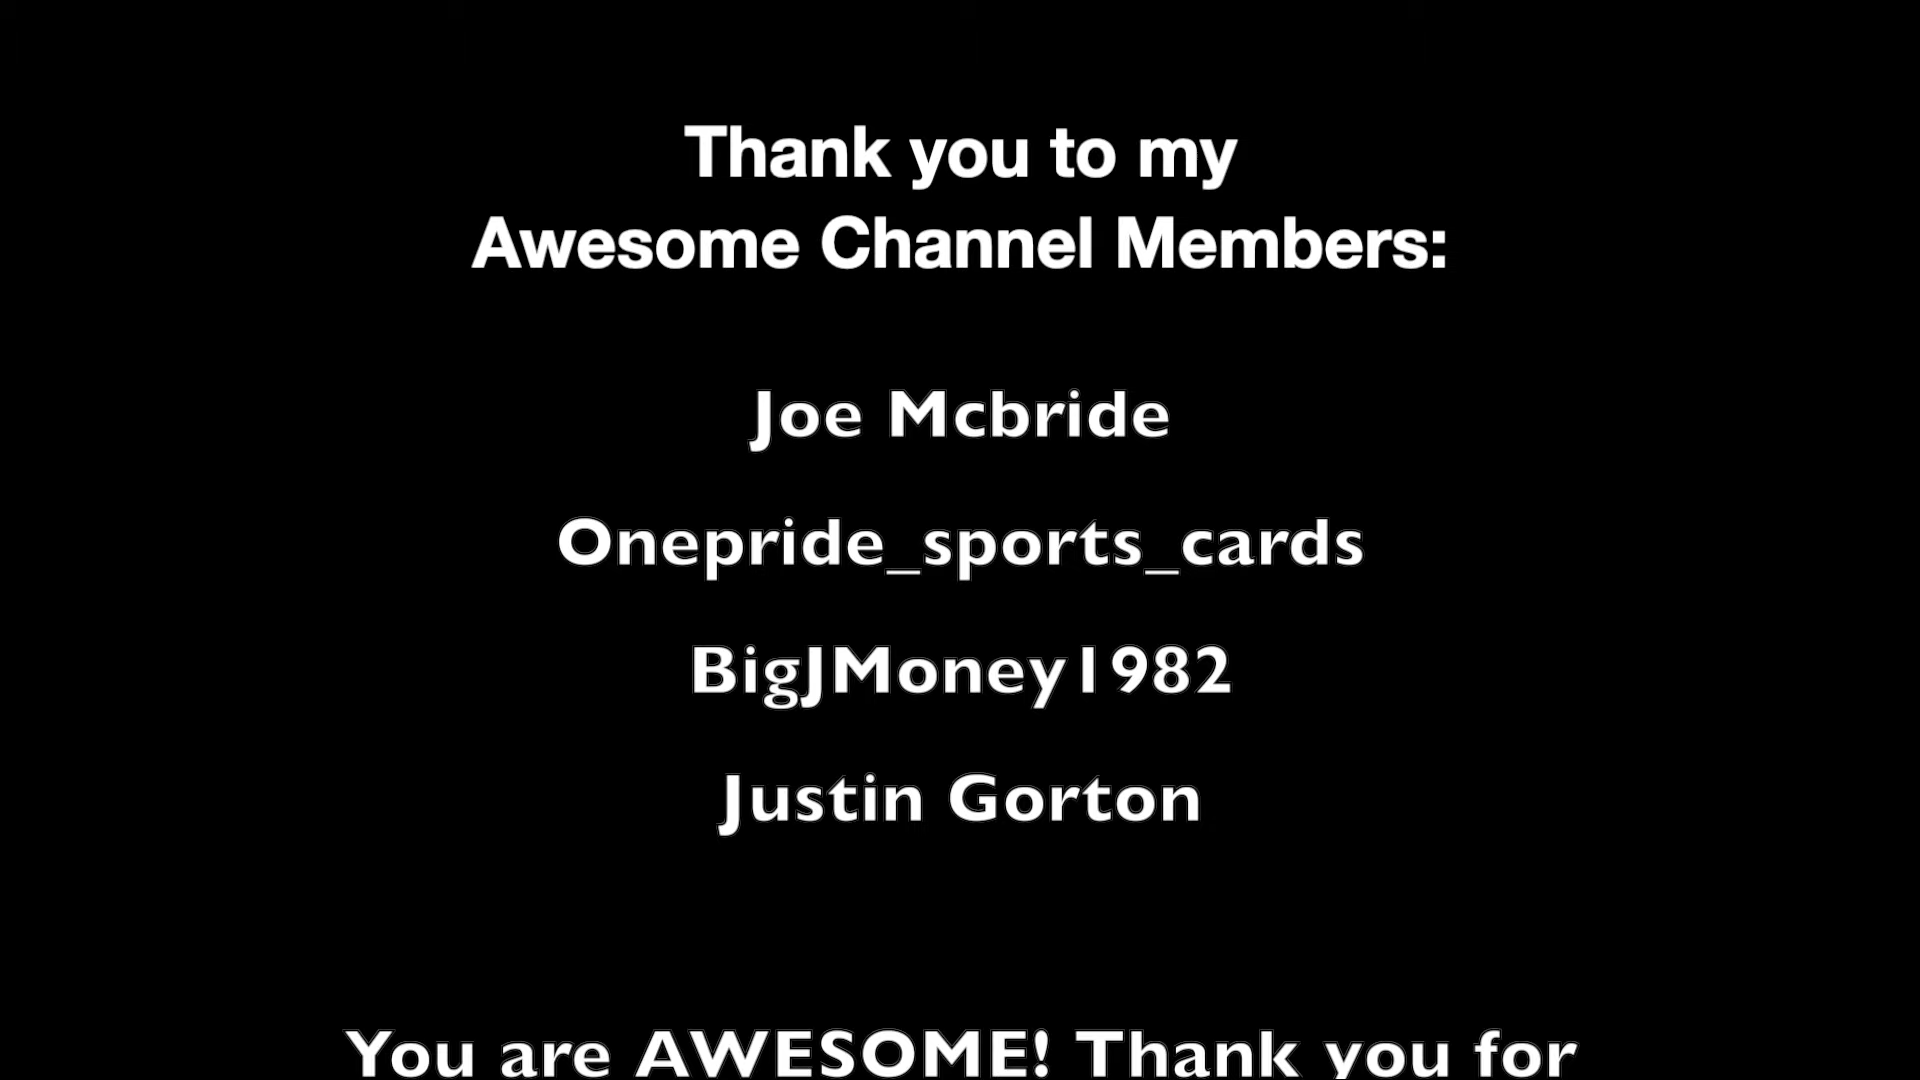 Thank you to my
Awesome Channel Members:
Joe Mcbride
Onepride_sports_cards
BigJMoney1982
Justin Gorton
You are AWESOME! Thank you for